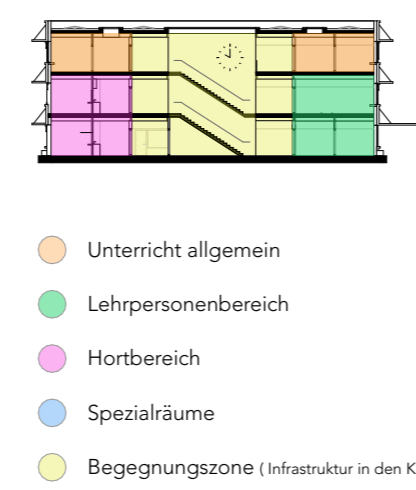 Unterricht allgemein
Lehrpersonenbereich
Hortbereich
Spezialräume
Begegnungszone ( Infrastruktur in den K